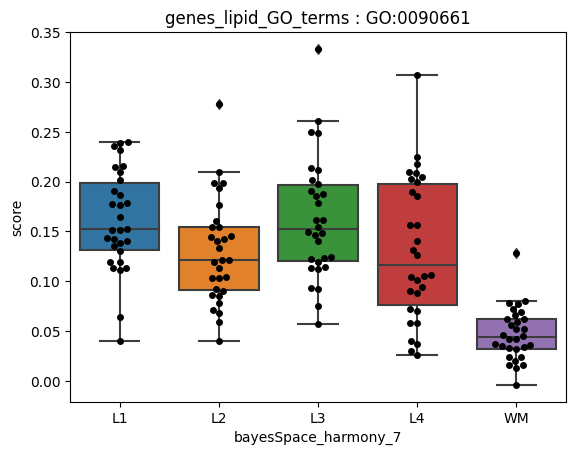 genes_lipid_GO_terms : GO:0090661
0.35
0.30
0.25
0.20
0.15
0.10
0.05
0.00
score
L1 L2 L3 L4 WM
bayesSpace_harmony_7